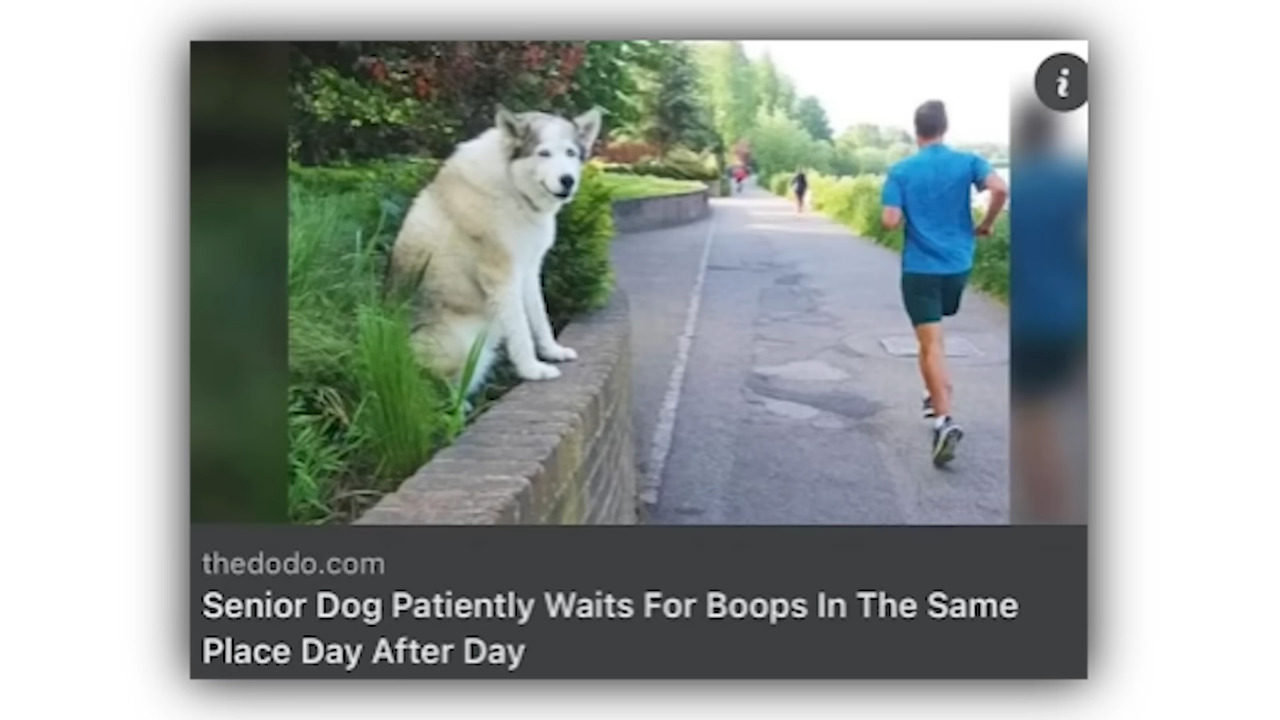 thedodo.com
Senior Dog Patiently Waits For Boops In The Same
Place Day After Day